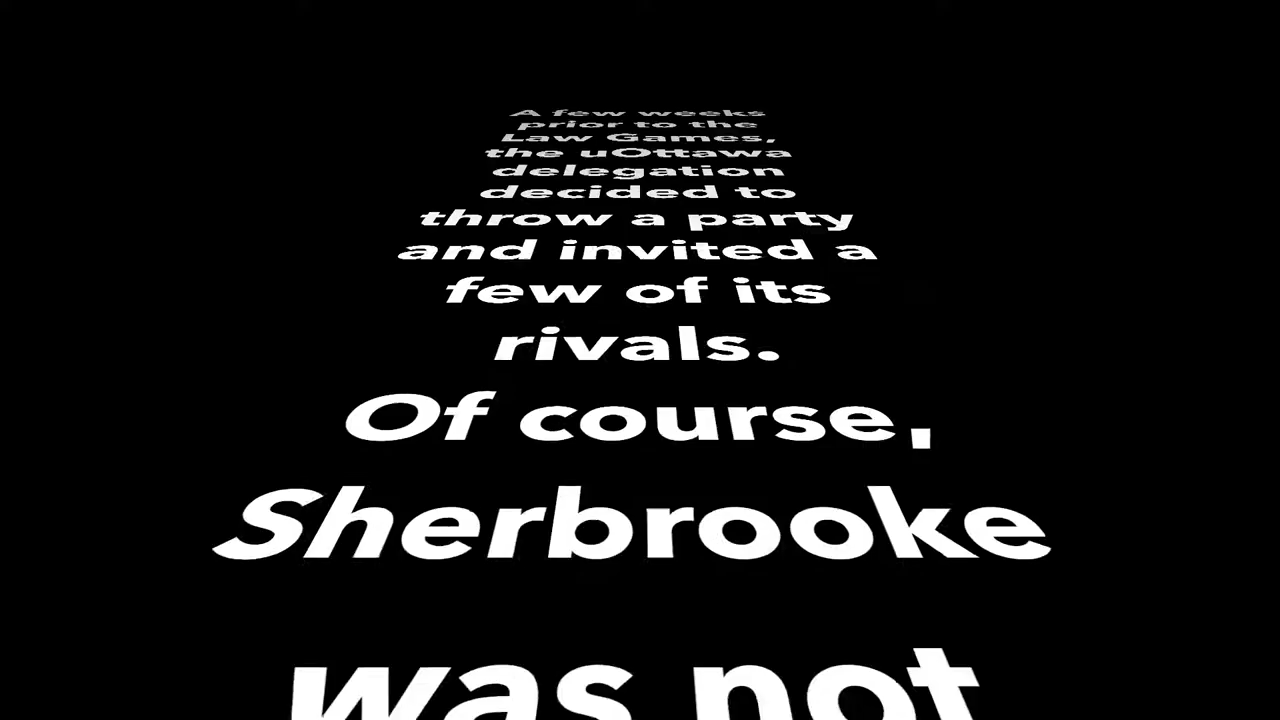 A few weeks
prior to the
Law Games,
the uOttawa
delegation
decided to
throw a party
and invited a
few of its
rivals.
Of course,
Sherbrooke
was not